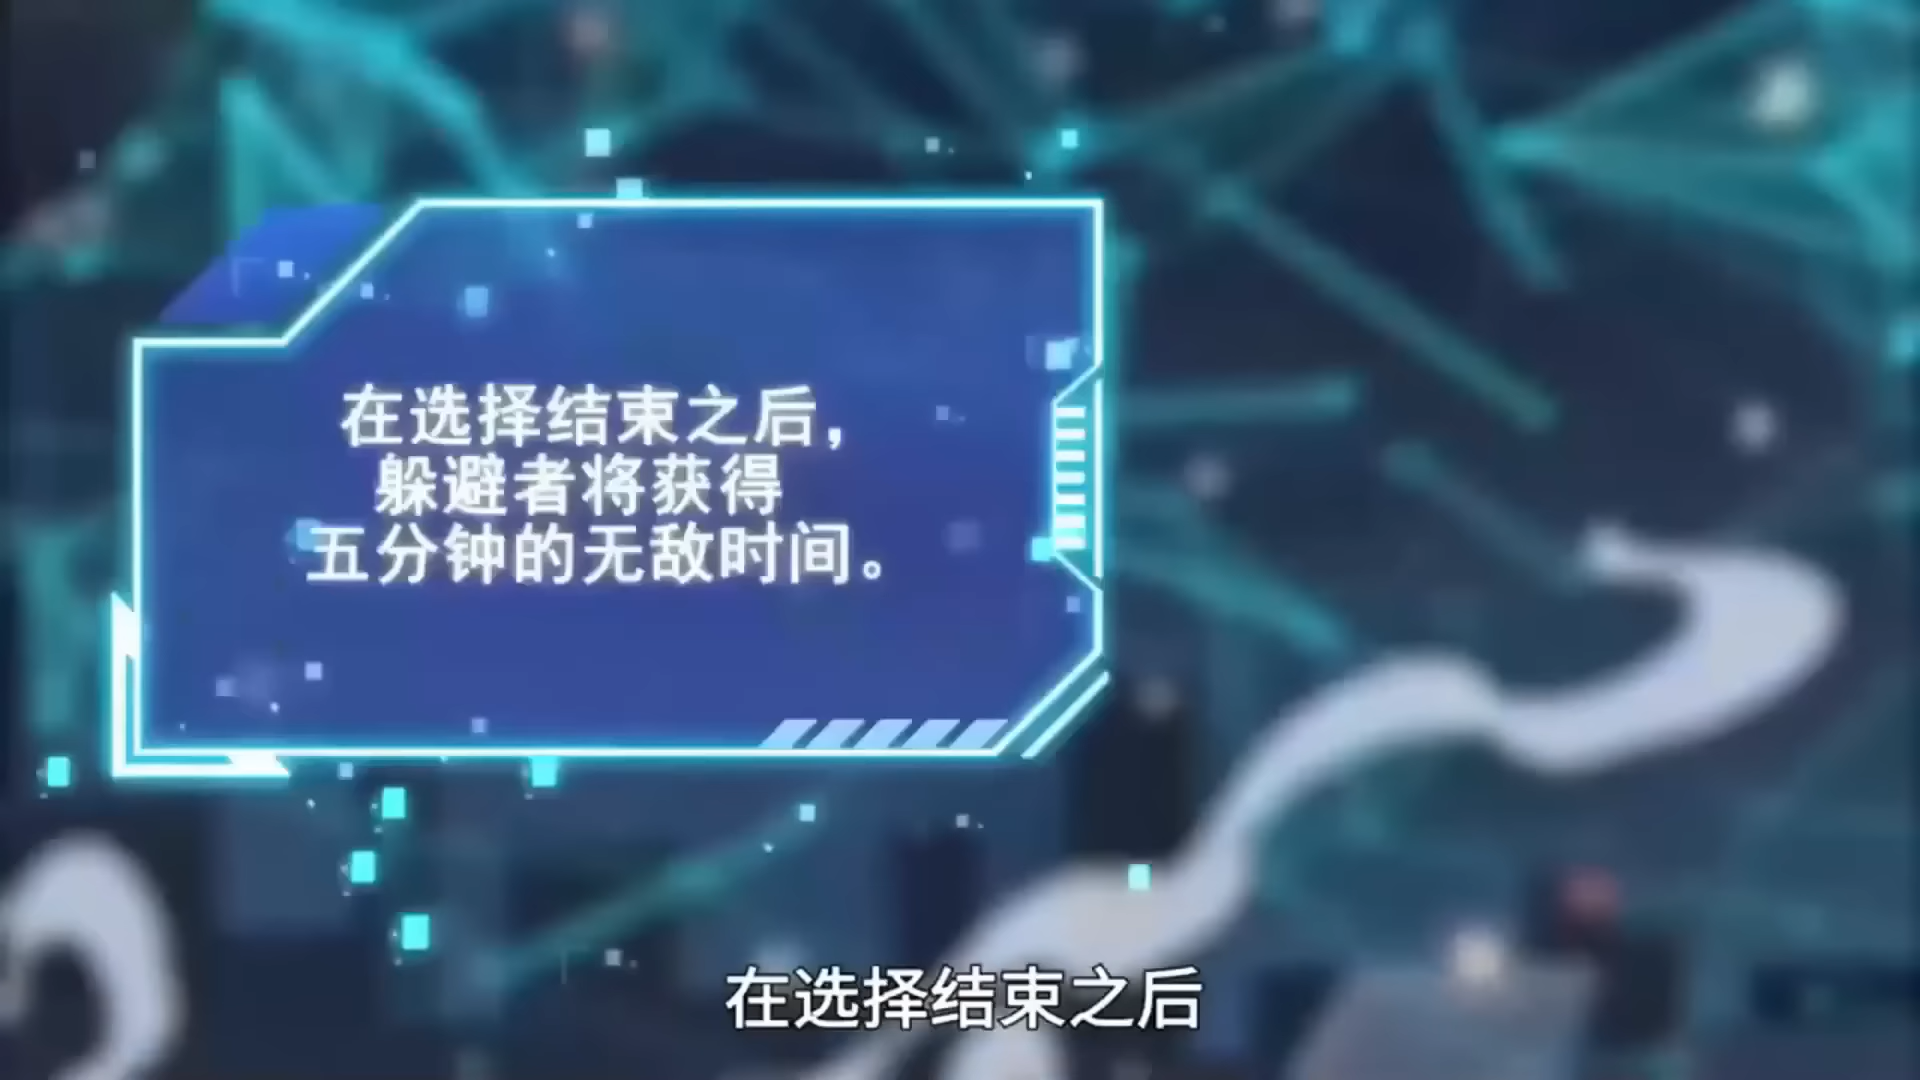 在选择结束之后，
躲避者将获得
五分钟的无敌时间。
在选择结束之后